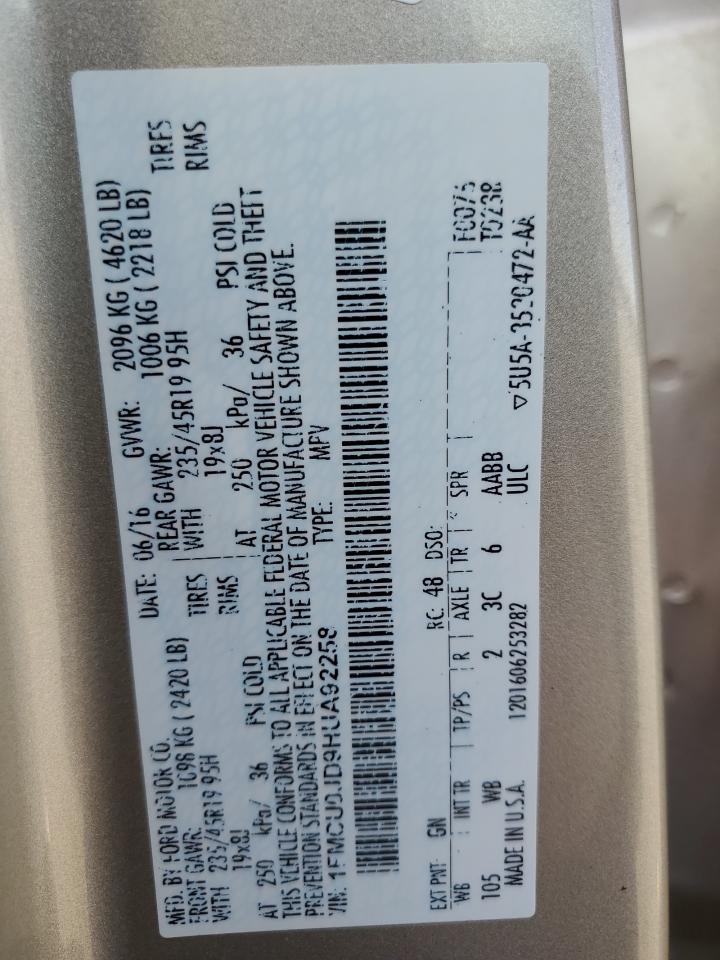 MFD. BY FORD MOTOR CO. DATE: 06/16 GVWR: 2096 KG ( 4620 LB)
FRONT GAWR: 1098 KG ( 2420 LB) REAR GAWR: 1006 KG ( 2218 LB)
WITH 235/45R19 95H TIRES WITH 235/45R19 95H TIRES
19x8J RIMS 19x8J RIMS
AT 250 kPa/ 36 PSI COLD AT 250 kPa/ 36 PSI COLD
THIS VEHICLE CONFORMS TO ALL APPLICABLE FEDERAL MOTOR VEHICLE SAFETY AND THEFT
PREVENTION STANDARDS IN EFFECT ON THE DATE OF MANUFACTURE SHOWN ABOVE.
VIN: 1FMCU0JD9HUA92258 TYPE: MPV
EXT PNT: GN RC: 48 DSO: F0075
WB INT TR TP/PS R AXLE TR SPR T0238
105 WB 2 3C 6 AABB
MADE IN U.S.A. 1201606253282 ULC
▽5U5A-3520472-AA